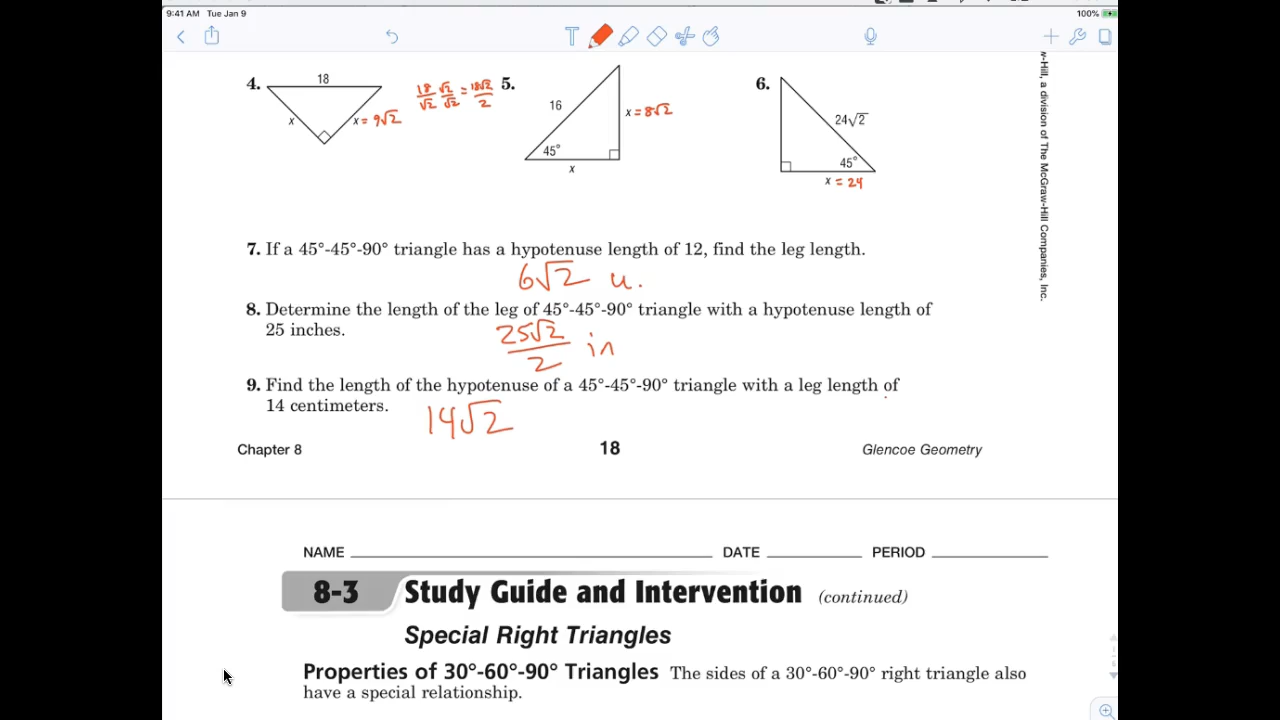 9:41 AM Tue Jan 9
100%
4.
18
x
x = 9√2
18/√2 √2/√2 = 18√2/2
5.
16
45°
x = 8√2
x
6.
24√2
45°
x = 24
7. If a 45°-45°-90° triangle has a hypotenuse length of 12, find the leg length.
6√2 u.
8. Determine the length of the leg of 45°-45°-90° triangle with a hypotenuse length of
25 inches.
25√2/2 in
9. Find the length of the hypotenuse of a 45°-45°-90° triangle with a leg length of
14 centimeters.
14√2
Chapter 8
18
Glencoe Geometry
w-Hill, a division of The McGraw-Hill Companies, Inc.
NAME
DATE
PERIOD
8-3
Study Guide and Intervention (continued)
Special Right Triangles
Properties of 30°-60°-90° Triangles The sides of a 30°-60°-90° right triangle also
have a special relationship.